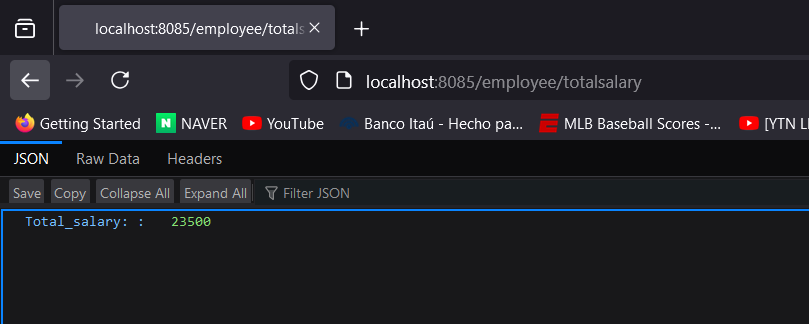 localhost:8085/employee/totals
localhost:8085/employee/totalsalary
Getting Started N NAVER YouTube Banco Itaú - Hecho pa... MLB Baseball Scores -... [YTN LI
JSON Raw Data Headers
Save Copy Collapse All Expand All Filter JSON
Total_salary: : 23500